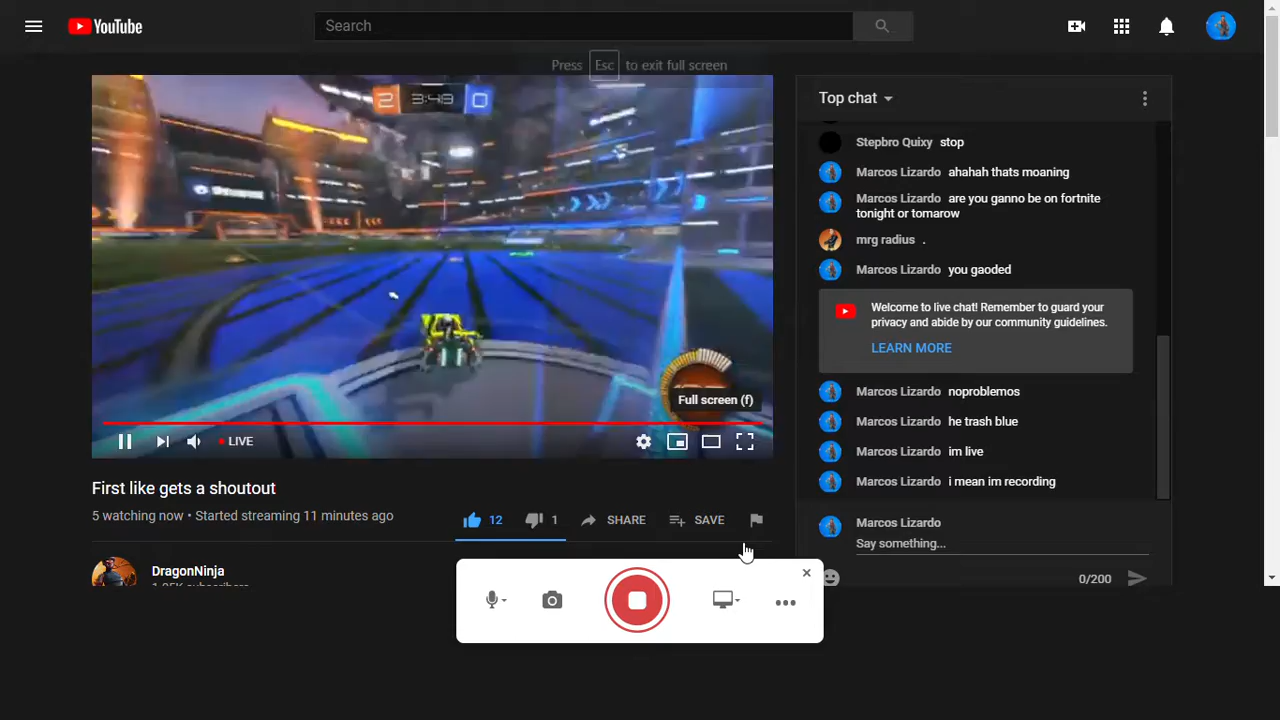 YouTube
Search
Press Esc to exit full screen
2 3:49 0
Full screen (f)
LIVE
First like gets a shoutout
5 watching now • Started streaming 11 minutes ago
12
1
SHARE
SAVE
DragonNinja
Top chat
Stepbro Quixy stop
Marcos Lizardo ahahah thats moaning
Marcos Lizardo are you ganno be on fortnite
tonight or tomarow
mrg radius .
Marcos Lizardo you gaoded
Welcome to live chat! Remember to guard your
privacy and abide by our community guidelines.
LEARN MORE
Marcos Lizardo noproblemos
Marcos Lizardo he trash blue
Marcos Lizardo im live
Marcos Lizardo i mean im recording
Marcos Lizardo
Say something...
0/200